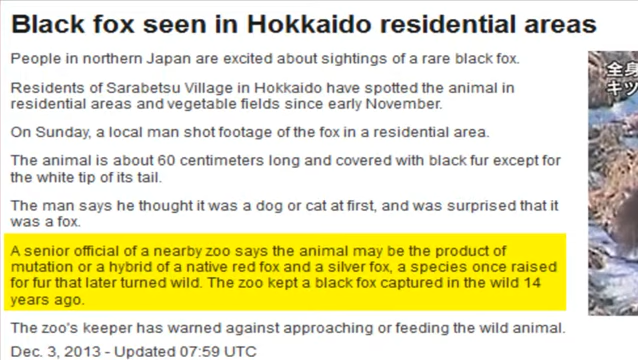 Black fox seen in Hokkaido residential areas
People in northern Japan are excited about sightings of a rare black fox.
Residents of Sarabetsu Village in Hokkaido have spotted the animal in
residential areas and vegetable fields since early November.
On Sunday, a local man shot footage of the fox in a residential area.
The animal is about 60 centimeters long and covered with black fur except for
the white tip of its tail.
The man says he thought it was a dog or cat at first, and was surprised that it
was a fox.
A senior official of a nearby zoo says the animal may be the product of
mutation or a hybrid of a native red fox and a silver fox, a species once raised
for fur that later turned wild. The zoo kept a black fox captured in the wild 14
years ago.
The zoo's keeper has warned against approaching or feeding the wild animal.
Dec. 3, 2013 - Updated 07:59 UTC
全身
キツ